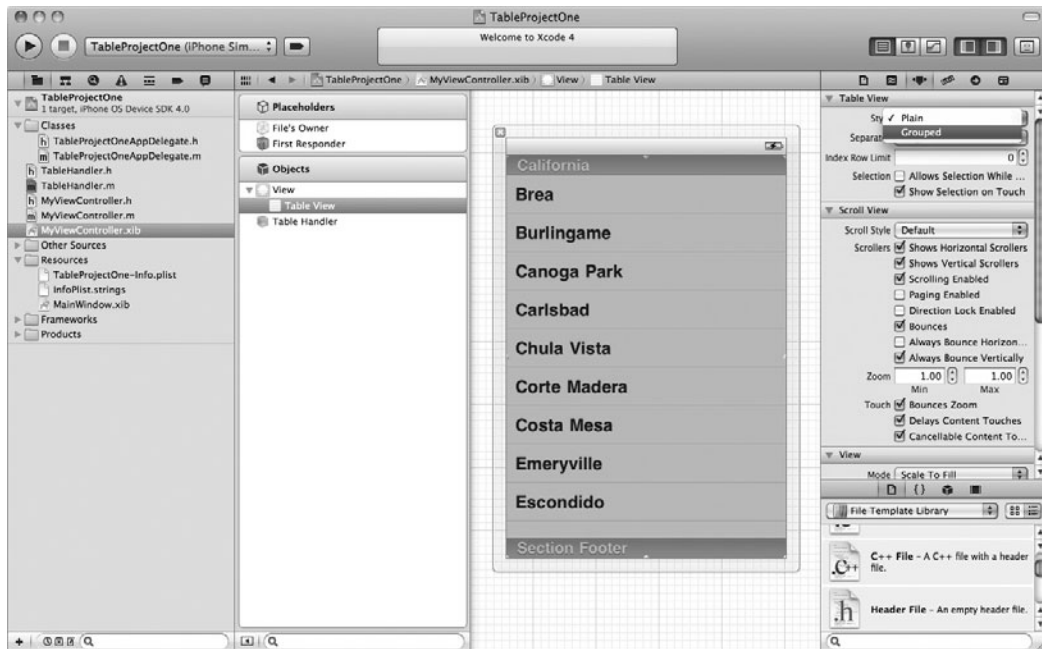 TableProjectOne
TableProjectOne (iPhone Sim...
Welcome to Xcode 4
TableProjectOne
1 target, iPhone OS Device SDK 4.0
Classes
TableProjectOneAppDelegate.h
TableProjectOneAppDelegate.m
TableHandler.h
TableHandler.m
MyViewController.h
MyViewController.m
MyViewController.xib
Other Sources
Resources
TableProjectOne-Info.plist
InfoPlist.strings
MainWindow.xib
Frameworks
Products
TableProjectOne
MyViewController.xib
View
Table View
Placeholders
File's Owner
First Responder
Objects
View
Table View
Table Handler
California
Brea
Burlingame
Canoga Park
Carlsbad
Chula Vista
Corte Madera
Costa Mesa
Emeryville
Escondido
Section Footer
Table View
Sty ✓ Plain
Grouped
Separat
Index Row Limit 0
Selection Allows Selection While ...
Show Selection on Touch
Scroll View
Scroll Style Default
Scrollers Shows Horizontal Scrollers
Shows Vertical Scrollers
Scrolling Enabled
Paging Enabled
Direction Lock Enabled
Bounces
Always Bounce Horizon...
Always Bounce Vertically
Zoom 1.00 1.00
Min Max
Touch Bounces Zoom
Delays Content Touches
Cancellable Content To...
View
Mode Scale To Fill
File Template Library
C++ File - A C++ file with a header
file.
.C++
Header File - An empty header file.
.h